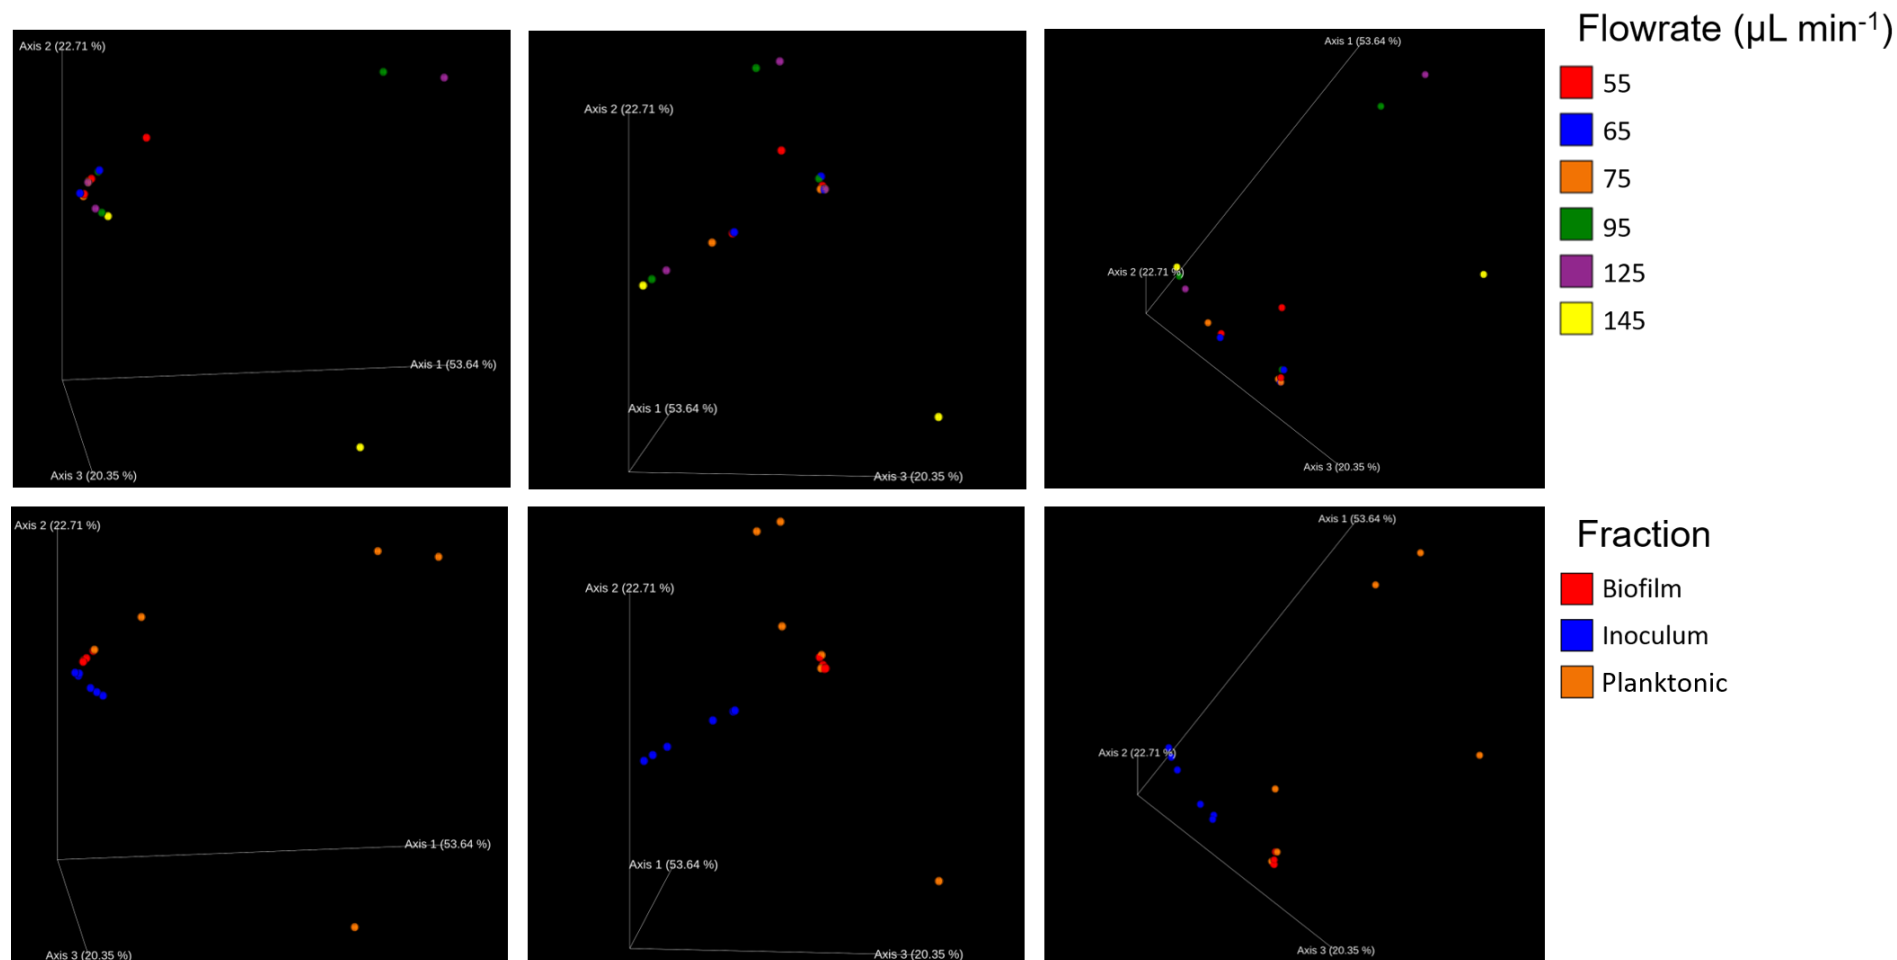 Axis 2 (22.71 %)
Axis 1 (53.64 %)
Axis 3 (20.35 %)
Axis 2 (22.71 %)
Axis 1 (53.64 %)
Axis 3 (20.35 %)
Axis 1 (53.64 %)
Axis 2 (22.71 %)
Axis 3 (20.35 %)
Flowrate (µL min⁻¹)
55
65
75
95
125
145
Axis 2 (22.71 %)
Axis 1 (53.64 %)
Axis 3 (20.35 %)
Axis 2 (22.71 %)
Axis 1 (53.64 %)
Axis 3 (20.35 %)
Axis 1 (53.64 %)
Axis 2 (22.71 %)
Axis 3 (20.35 %)
Fraction
Biofilm
Inoculum
Planktonic